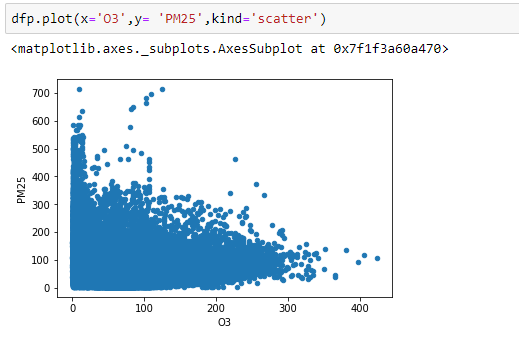 dfp.plot(x='O3',y= 'PM25',kind='scatter')
<matplotlib.axes._subplots.AxesSubplot at 0x7f1f3a60a470>
700
600
500
400
300
200
100
0
PM25
0 100 200 300 400
O3